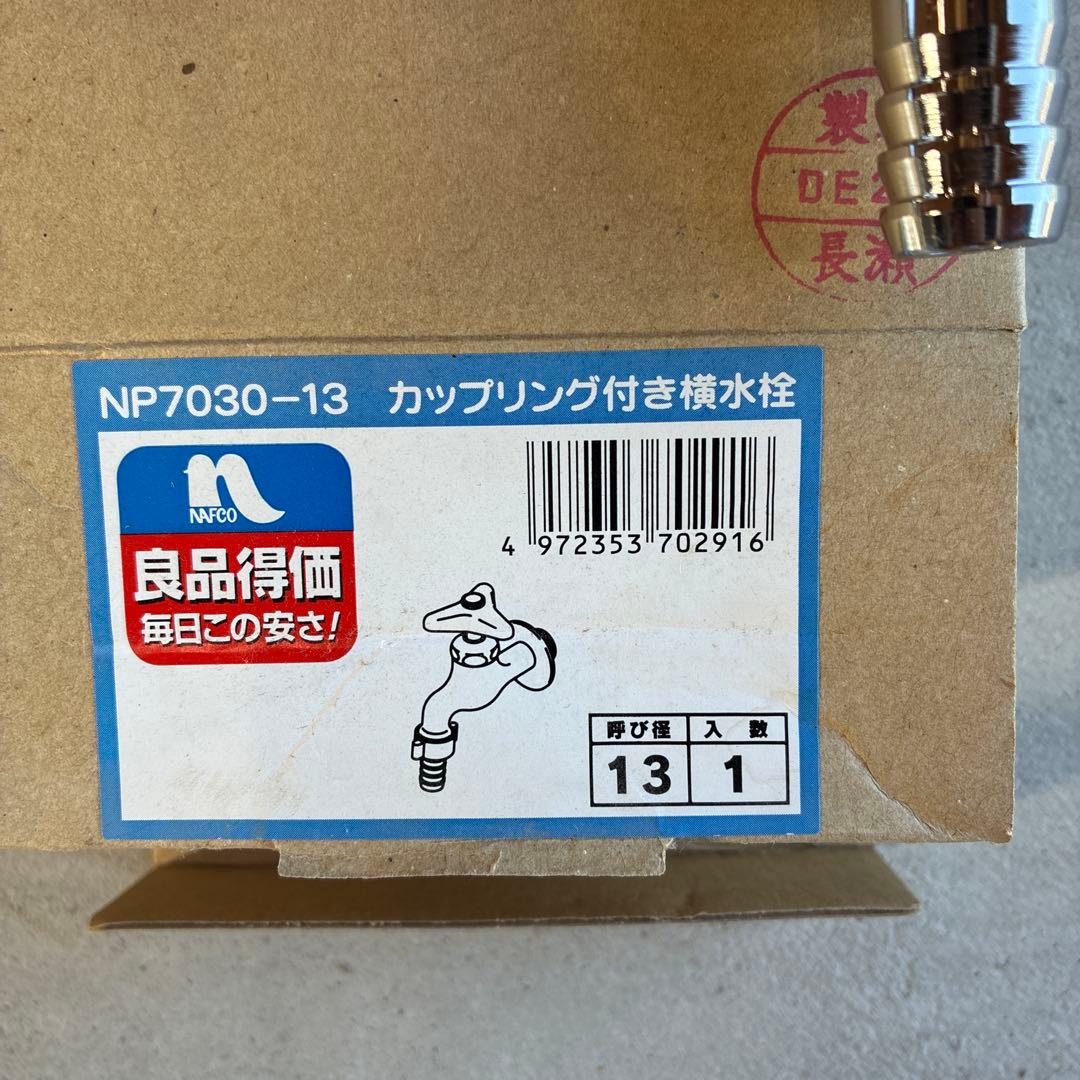 製
DE2
長瀬
NP7030-13 カップリング付き横水栓
NAFCO
良品得価
毎日この安さ!
4 972353 702916
呼び径 入数
13 1